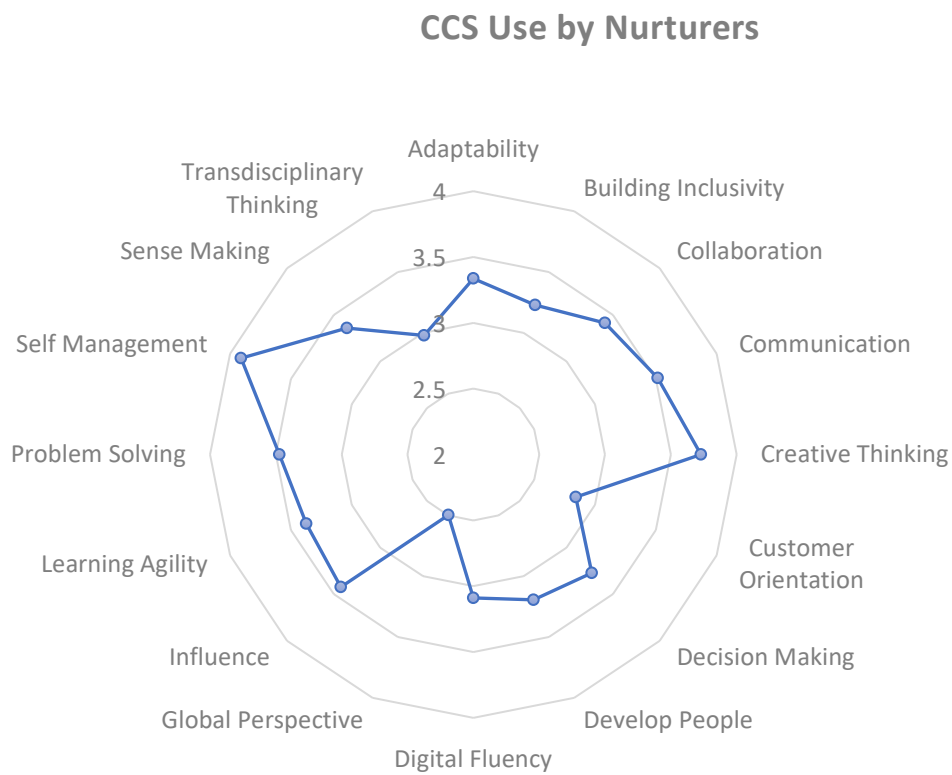 CCS Use by Nurturers
Adaptability
Building Inclusivity
Collaboration
Communication
Creative Thinking
Customer
Orientation
Decision Making
Develop People
Digital Fluency
Global Perspective
Influence
Learning Agility
Problem Solving
Self Management
Sense Making
Transdisciplinary
Thinking
4
3.5
3
2.5
2